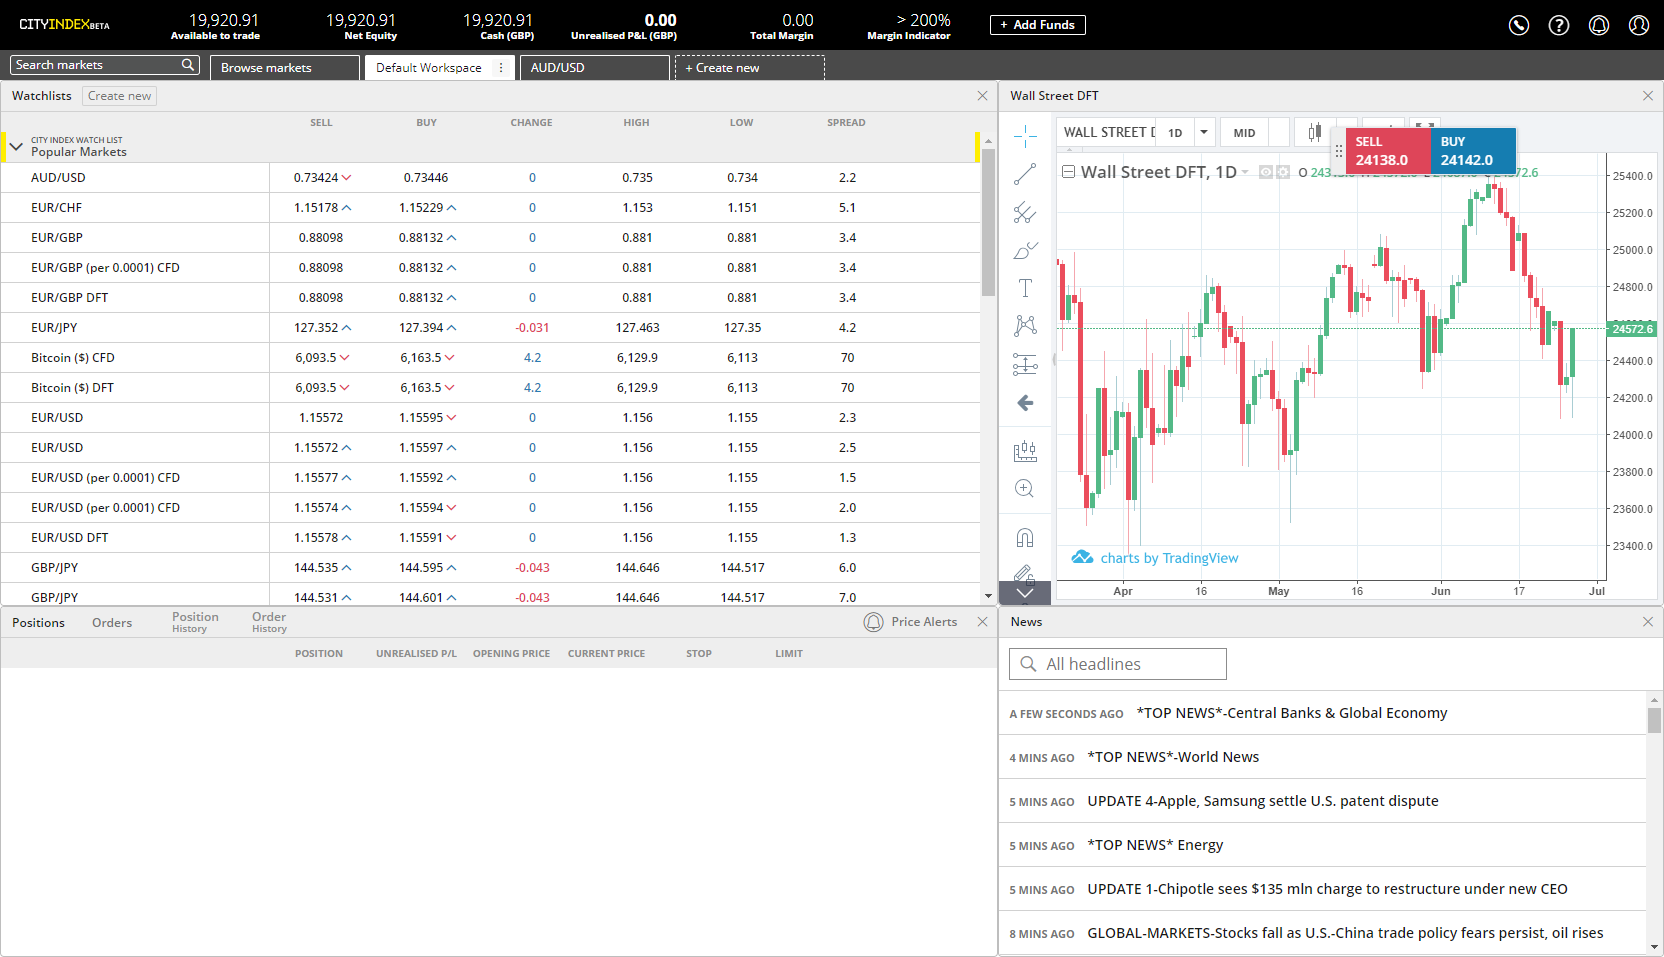 CITYINDEXBETA
19,920.91 19,920.91 19,920.91 0.00 0.00 > 200% + Add Funds
Available to trade Net Equity Cash (GBP) Unrealised P&L (GBP) Total Margin Margin Indicator
Search markets Browse markets Default Workspace AUD/USD + Create new
Watchlists Create new
SELL BUY CHANGE HIGH LOW SPREAD
CITY INDEX WATCH LIST
Popular Markets
AUD/USD 0.73424 0.73446 0 0.735 0.734 2.2
EUR/CHF 1.15178 1.15229 0 1.153 1.151 5.1
EUR/GBP 0.88098 0.88132 0 0.881 0.881 3.4
EUR/GBP (per 0.0001) CFD 0.88098 0.88132 0 0.881 0.881 3.4
EUR/GBP DFT 0.88098 0.88132 0 0.881 0.881 3.4
EUR/JPY 127.352 127.394 -0.031 127.463 127.35 4.2
Bitcoin ($) CFD 6,093.5 6,163.5 4.2 6,129.9 6,113 70
Bitcoin ($) DFT 6,093.5 6,163.5 4.2 6,129.9 6,113 70
EUR/USD 1.15572 1.15595 0 1.156 1.155 2.3
EUR/USD 1.15572 1.15597 0 1.156 1.155 2.5
EUR/USD (per 0.0001) CFD 1.15577 1.15592 0 1.156 1.155 1.5
EUR/USD (per 0.0001) CFD 1.15574 1.15594 0 1.156 1.155 2.0
EUR/USD DFT 1.15578 1.15591 0 1.156 1.155 1.3
GBP/JPY 144.535 144.595 -0.043 144.646 144.517 6.0
GBP/JPY 144.531 144.601 -0.043 144.646 144.517 7.0
Wall Street DFT
WALL STREET D 1D MID
SELL BUY
24138.0 24142.0
Wall Street DFT, 1D O
25400.0
25200.0
25000.0
24800.0
24572.6
24400.0
24200.0
24000.0
23800.0
23600.0
23400.0
charts by TradingView
Apr 16 May 16 Jun 17 Jul
Positions Orders Position History Order History Price Alerts
POSITION UNREALISED P/L OPENING PRICE CURRENT PRICE STOP LIMIT
News
All headlines
A FEW SECONDS AGO *TOP NEWS*-Central Banks & Global Economy
4 MINS AGO *TOP NEWS*-World News
5 MINS AGO UPDATE 4-Apple, Samsung settle U.S. patent dispute
5 MINS AGO *TOP NEWS* Energy
5 MINS AGO UPDATE 1-Chipotle sees $135 mln charge to restructure under new CEO
8 MINS AGO GLOBAL-MARKETS-Stocks fall as U.S.-China trade policy fears persist, oil rises